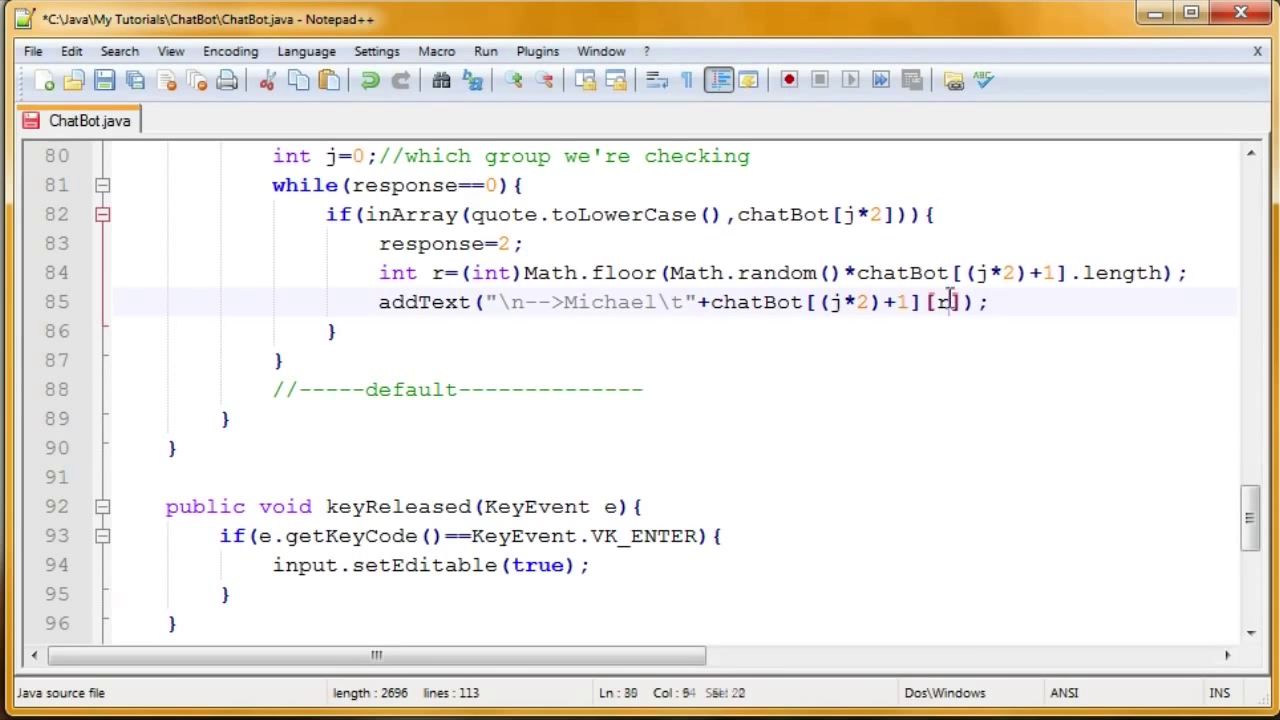 *C:\Java\My Tutorials\ChatBot\ChatBot.java - Notepad++
File Edit Search View Encoding Language Settings Macro Run Plugins Window ? X
ABC
ChatBot.java
80 int j=0;//which group we're checking
81 while(response==0){
82 if(inArray(quote.toLowerCase(),chatBot[j*2])){
83 response=2;
84 int r=(int)Math.floor(Math.random()*chatBot[(j*2)+1].length);
85 addText("\n-->Michael\t"+chatBot[(j*2)+1][r]);
86 }
87 }
88 //-----default--------------
89 }
90 }
91
92 public void keyReleased(KeyEvent e){
93 if(e.getKeyCode()==KeyEvent.VK_ENTER){
94 input.setEditable(true);
95 }
96 }
Java source file length : 2696 lines : 113 Ln : Col : Dos\Windows ANSI INS